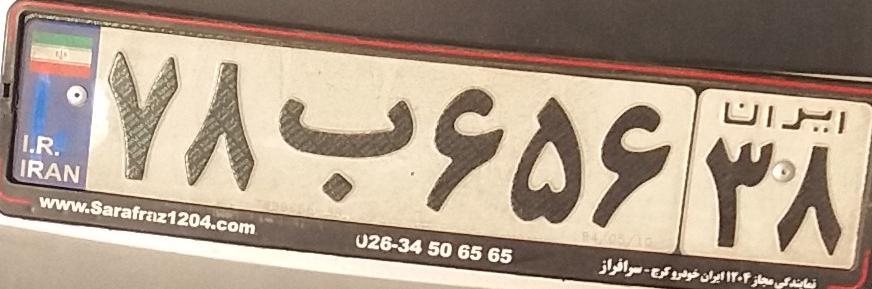 I.R.
IRAN
۷۸ ب ۶۵۶
ایران
۳۸
www.Sarafraz1204.com
026-34 50 65 65
نمایندگی مجاز ۱۲۰۴ ایران خودرو کرج - سرافراز